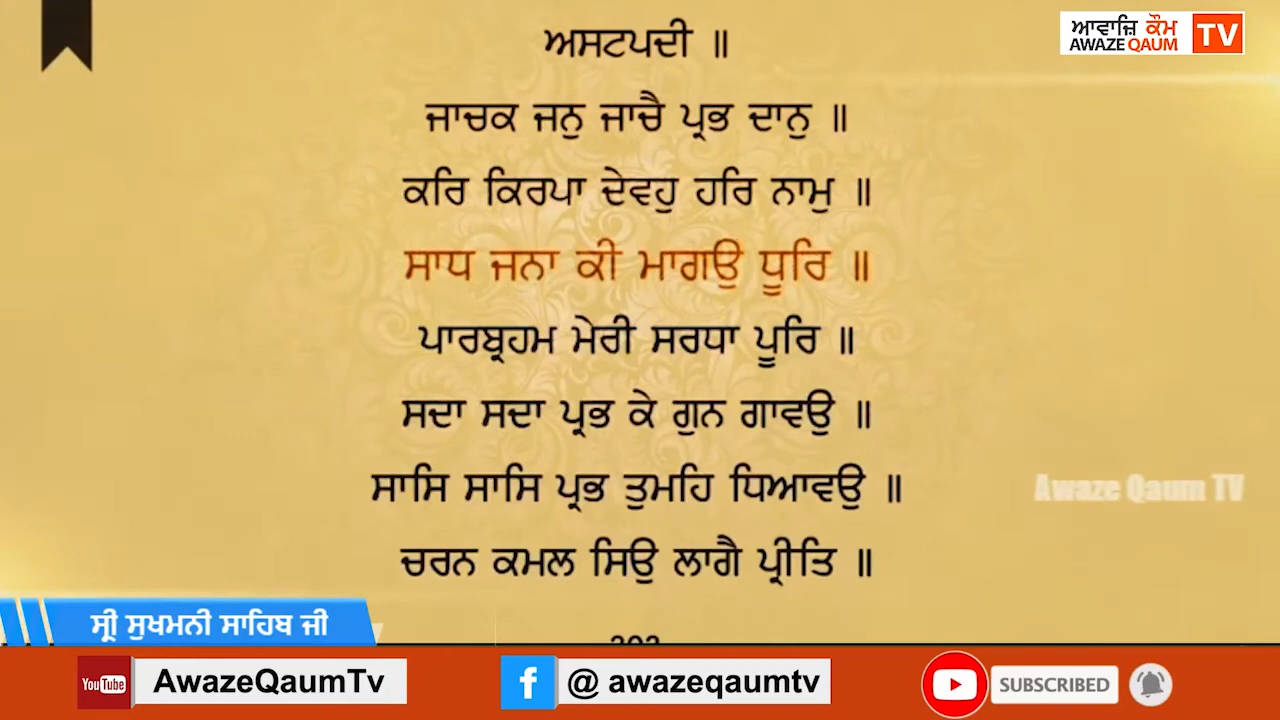 ਆਵਾਜ਼ਿ ਕੌਮ
AWAZE QAUM TV
ਅਸਟਪਦੀ ॥
ਜਾਚਕ ਜਨੁ ਜਾਚੈ ਪ੍ਰਭ ਦਾਨੁ ॥
ਕਰਿ ਕਿਰਪਾ ਦੇਵਹੁ ਹਰਿ ਨਾਮੁ ॥
ਸਾਧ ਜਨਾ ਕੀ ਮਾਗਉ ਧੂਰਿ ॥
ਪਾਰਬ੍ਰਹਮ ਮੇਰੀ ਸਰਧਾ ਪੂਰਿ ॥
ਸਦਾ ਸਦਾ ਪ੍ਰਭ ਕੇ ਗੁਨ ਗਾਵਉ ॥
ਸਾਸਿ ਸਾਸਿ ਪ੍ਰਭ ਤੁਮਹਿ ਧਿਆਵਉ ॥
Awaze Qaum TV
ਚਰਨ ਕਮਲ ਸਿਉ ਲਾਗੈ ਪ੍ਰੀਤਿ ॥
ਸ੍ਰੀ ਸੁਖਮਨੀ ਸਾਹਿਬ ਜੀ
YouTube AwazeQaumTv
f @ awazeqaumtv
SUBSCRIBED